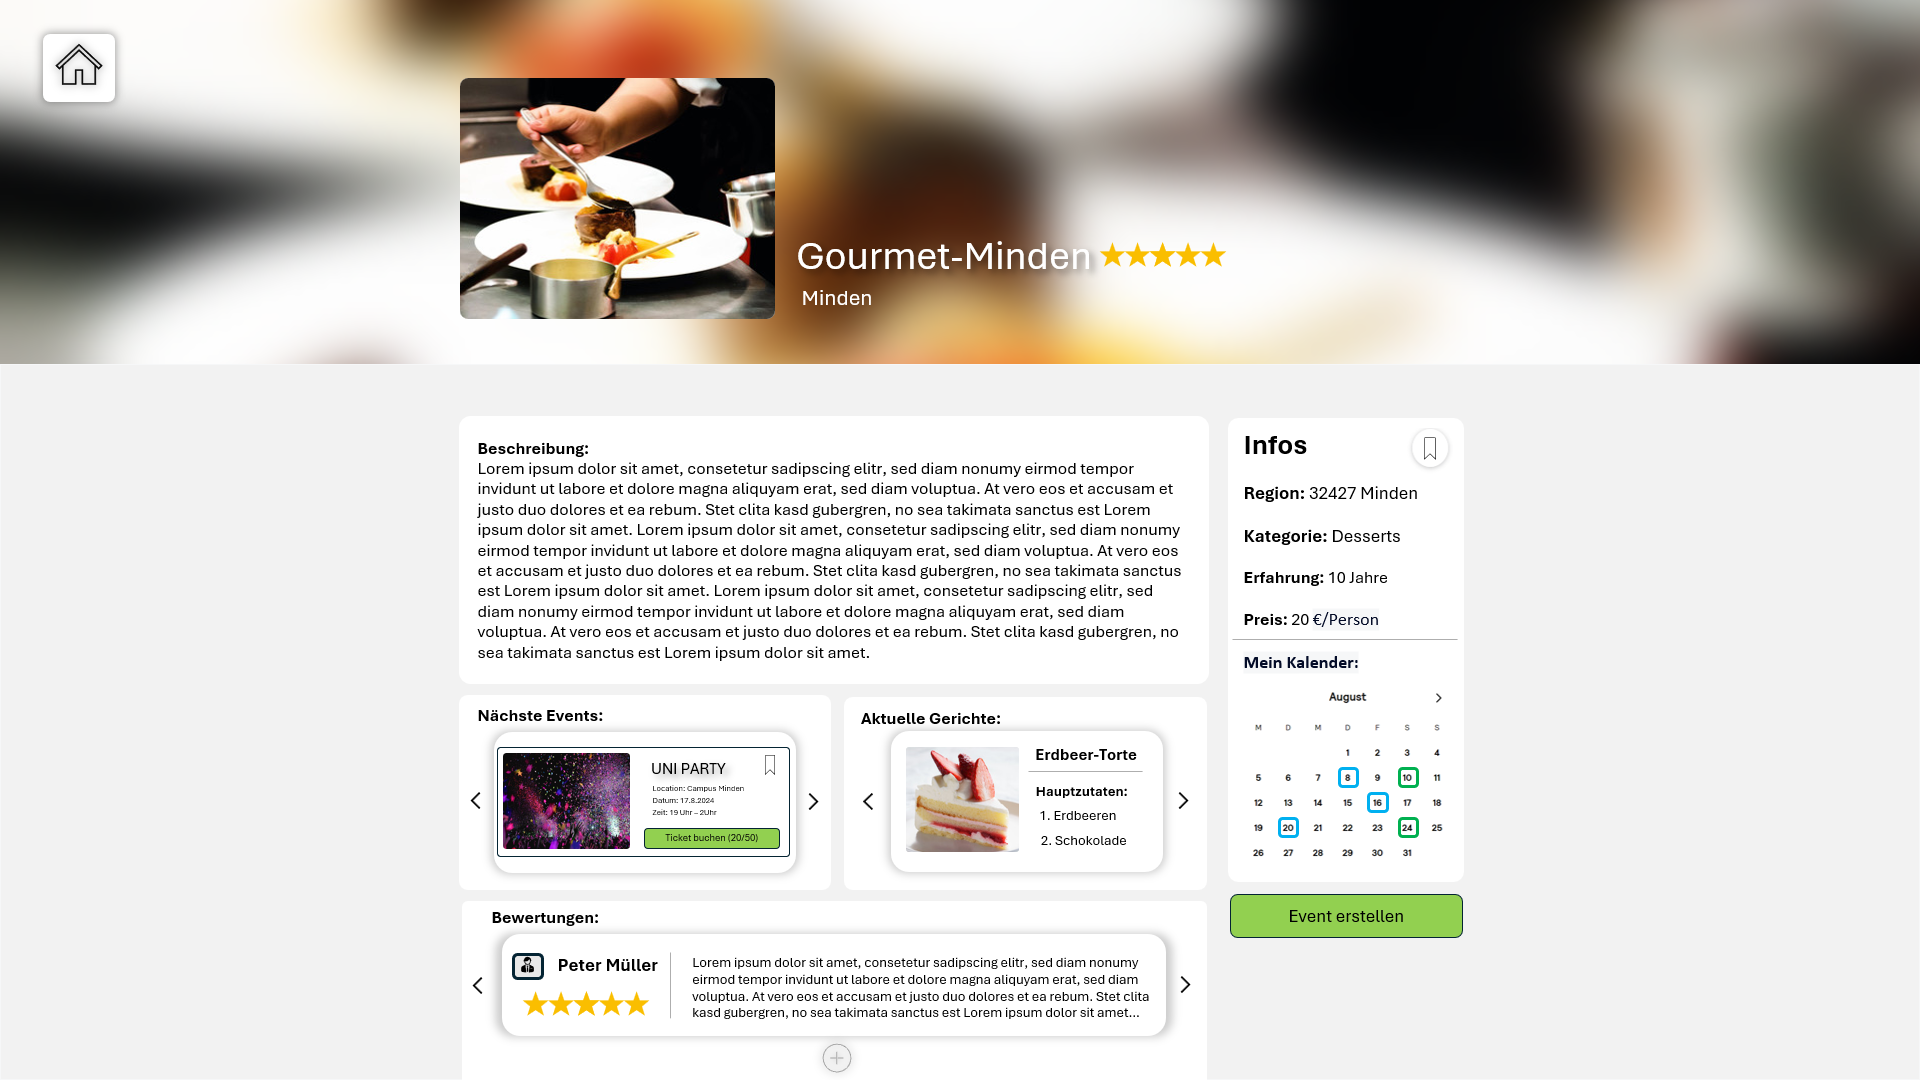 Gourmet-Minden
Minden
Beschreibung:
Lorem ipsum dolor sit amet, consetetur sadipscing elitr, sed diam nonumy eirmod tempor
invidunt ut labore et dolore magna aliquyam erat, sed diam voluptua. At vero eos et accusam et
justo duo dolores et ea rebum. Stet clita kasd gubergren, no sea takimata sanctus est Lorem
ipsum dolor sit amet. Lorem ipsum dolor sit amet, consetetur sadipscing elitr, sed diam nonumy
eirmod tempor invidunt ut labore et dolore magna aliquyam erat, sed diam voluptua. At vero eos
et accusam et justo duo dolores et ea rebum. Stet clita kasd gubergren, no sea takimata sanctus
est Lorem ipsum dolor sit amet. Lorem ipsum dolor sit amet, consetetur sadipscing elitr, sed
diam nonumy eirmod tempor invidunt ut labore et dolore magna aliquyam erat, sed diam
voluptua. At vero eos et accusam et justo duo dolores et ea rebum. Stet clita kasd gubergren, no
sea takimata sanctus est Lorem ipsum dolor sit amet.
Nächste Events:
UNI PARTY
Location: Campus Minden
Datum: 17.8.2024
Zeit: 19 Uhr – 2Uhr
Ticket buchen (20/50)
Aktuelle Gerichte:
Erdbeer-Torte
Hauptzutaten:
1. Erdbeeren
2. Schokolade
Bewertungen:
Peter Müller
Lorem ipsum dolor sit amet, consetetur sadipscing elitr, sed diam nonumy
eirmod tempor invidunt ut labore et dolore magna aliquyam erat, sed diam
voluptua. At vero eos et accusam et justo duo dolores et ea rebum. Stet clita
kasd gubergren, no sea takimata sanctus est Lorem ipsum dolor sit amet...
Infos
Region: 32427 Minden
Kategorie: Desserts
Erfahrung: 10 Jahre
Preis: 20 €/Person
Mein Kalender:
August
M D M D F S S
1 2 3 4
5 6 7 8 9 10 11
12 13 14 15 16 17 18
19 20 21 22 23 24 25
26 27 28 29 30 31
Event erstellen